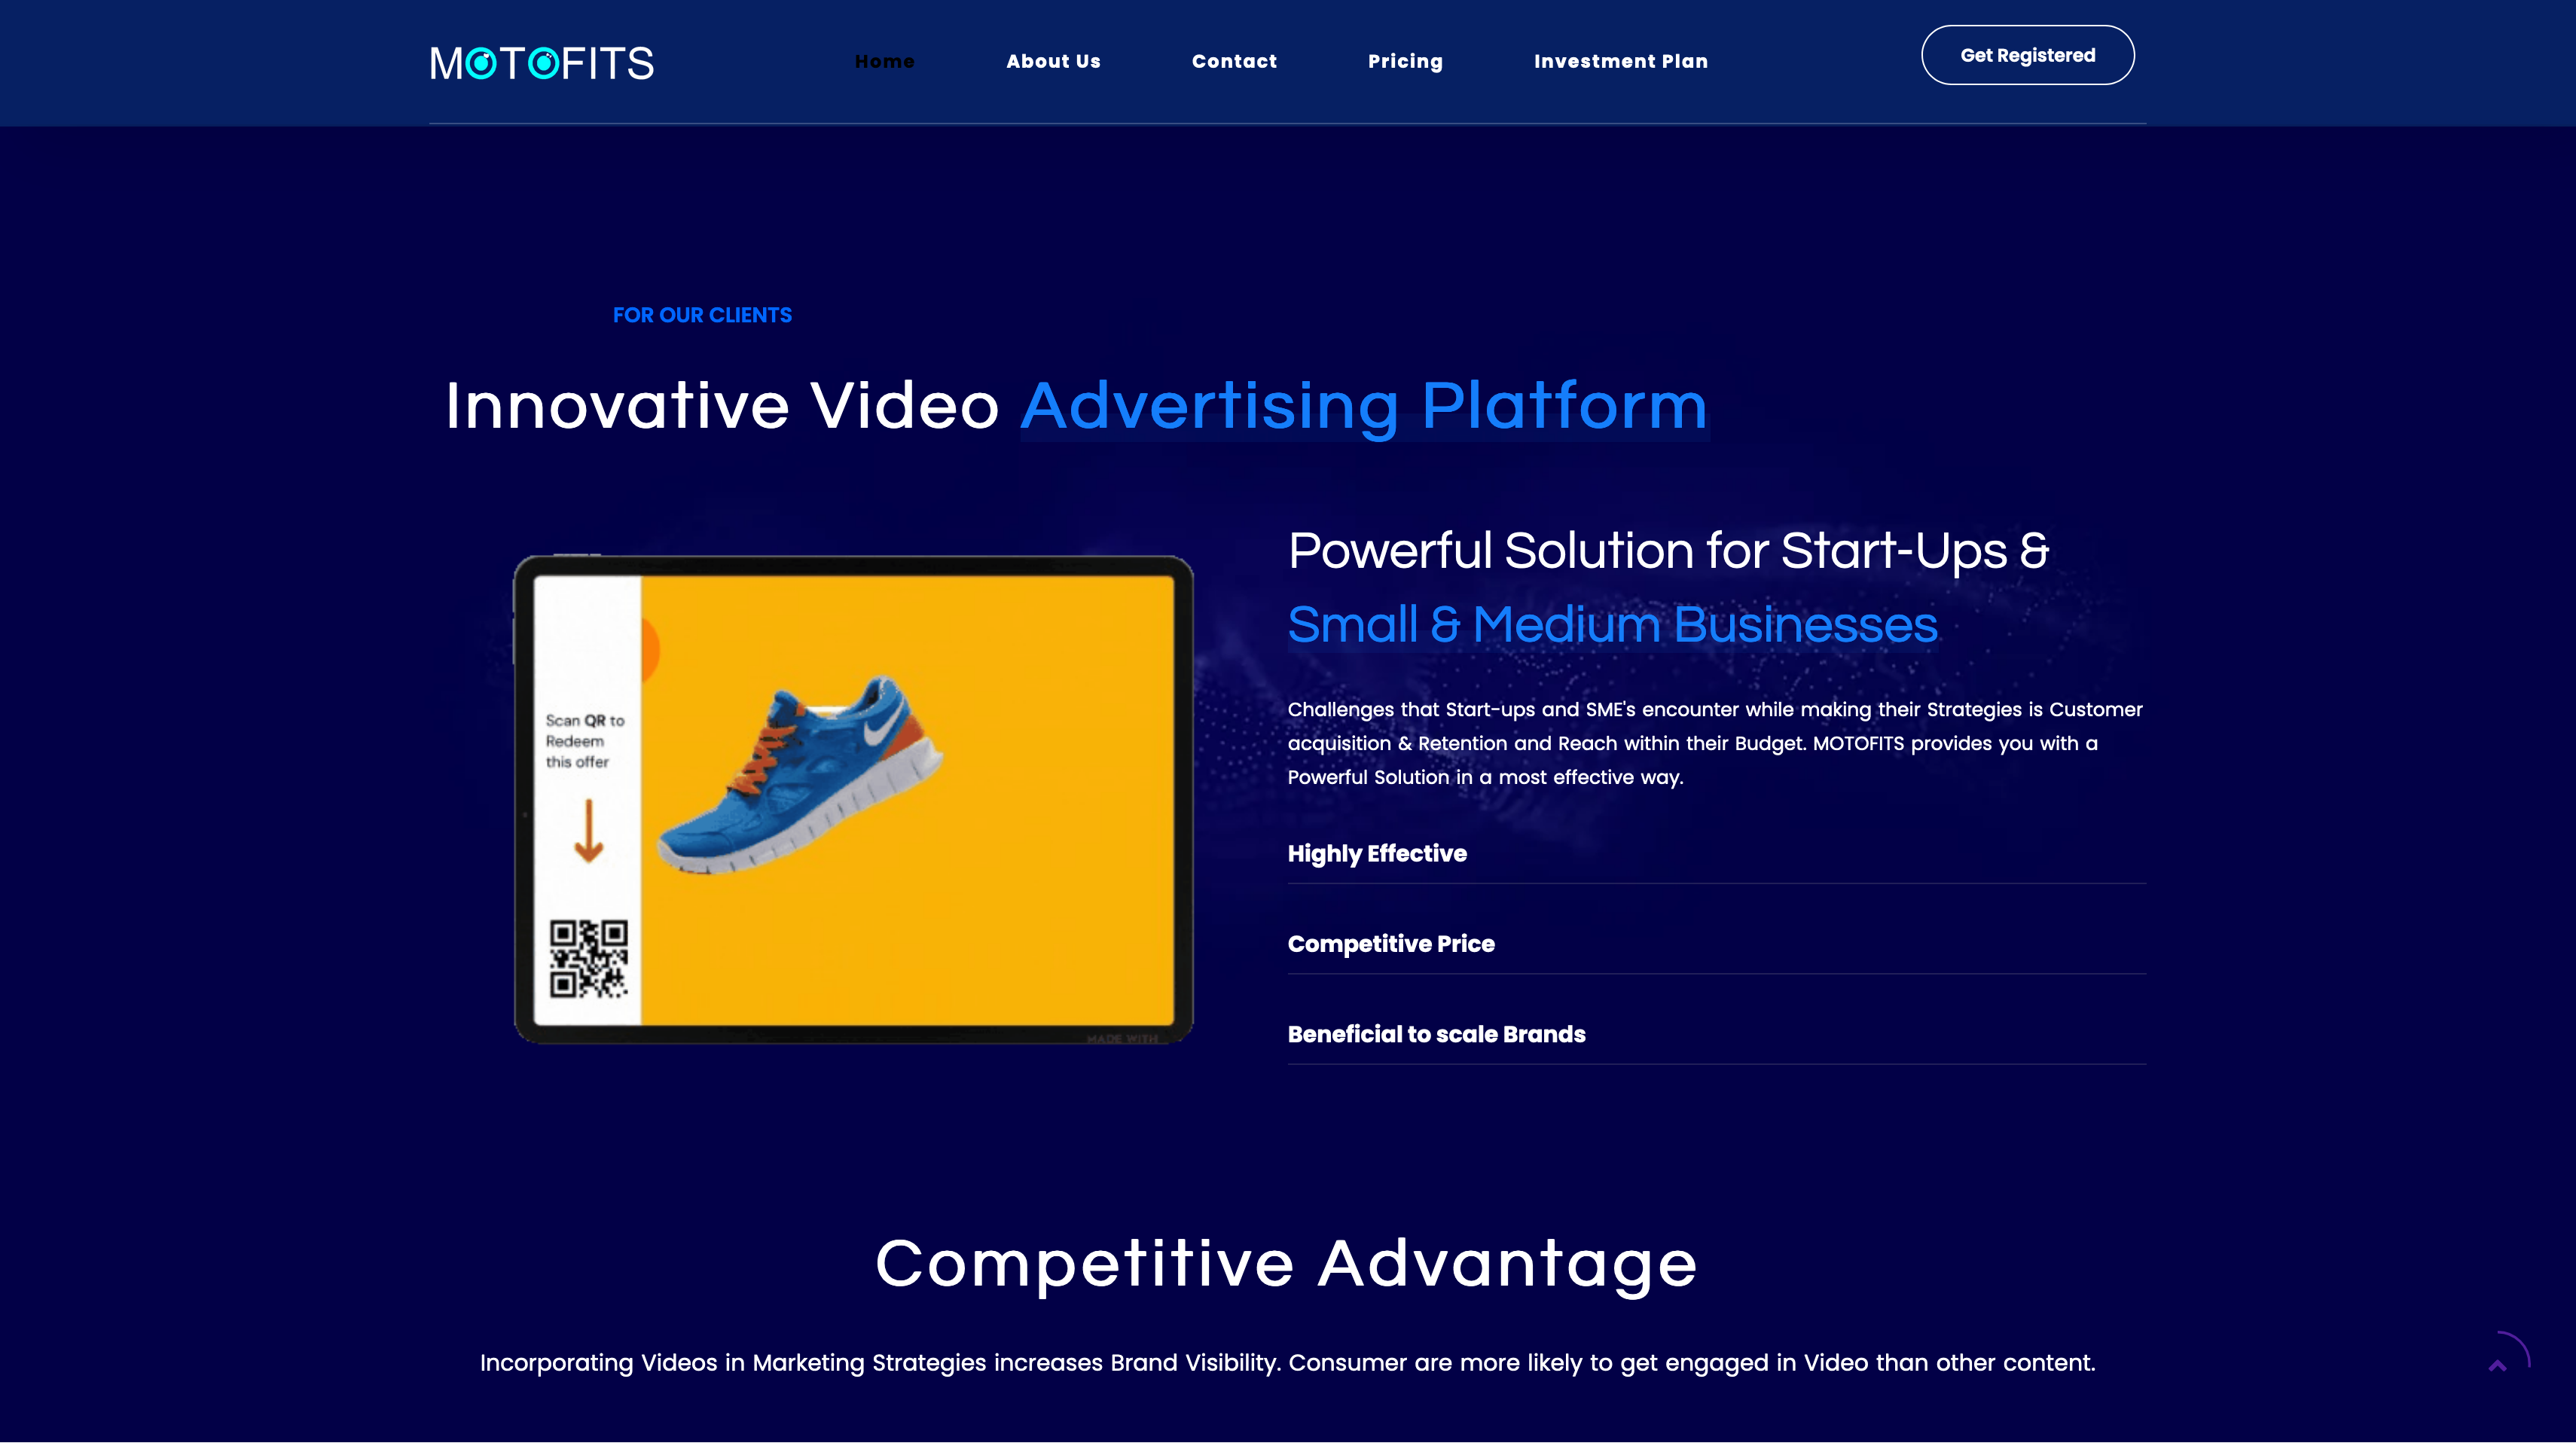 MOTOFITS
Home
About Us
Contact
Pricing
Investment Plan
Get Registered
FOR OUR CLIENTS
Innovative Video Advertising Platform
Scan QR to
Redeem
this offer
MADE WITH
Powerful Solution for Start-Ups &
Small & Medium Businesses
Challenges that Start-ups and SME's encounter while making their Strategies is Customer
acquisition & Retention and Reach within their Budget. MOTOFITS provides you with a
Powerful Solution in a most effective way.
Highly Effective
Competitive Price
Beneficial to scale Brands
Competitive Advantage
Incorporating Videos in Marketing Strategies increases Brand Visibility. Consumer are more likely to get engaged in Video than other content.